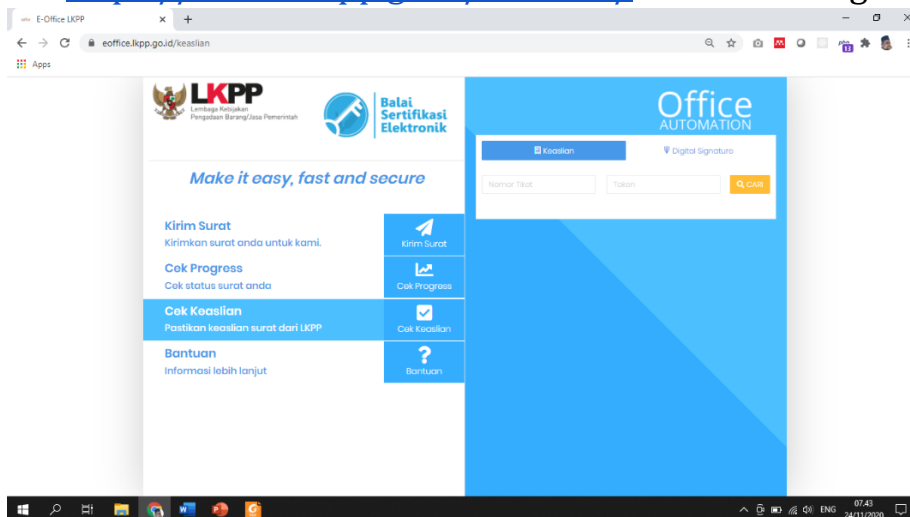 E-Office LKPP
eoffice.lkpp.go.id/keaslian
Apps
13
LKPP
Lembaga Kebijakan
Pengadaan Barang/Jasa Pemerintah
Balai
Sertifikasi
Elektronik
Make it easy, fast and secure
Kirim Surat
Kirimkan surat anda untuk kami.
Kirim Surat
Cek Progress
Cek status surat anda
Cek Progress
Cek Keaslian
Pastikan keaslian surat dari LKPP
Cek Keaslian
Bantuan
Informasi lebih lanjut
Bantuan
Office
AUTOMATION
Keaslian
Digital Signature
Nomor Tiket
Token
CARI
ENG
07.43
24/11/2020